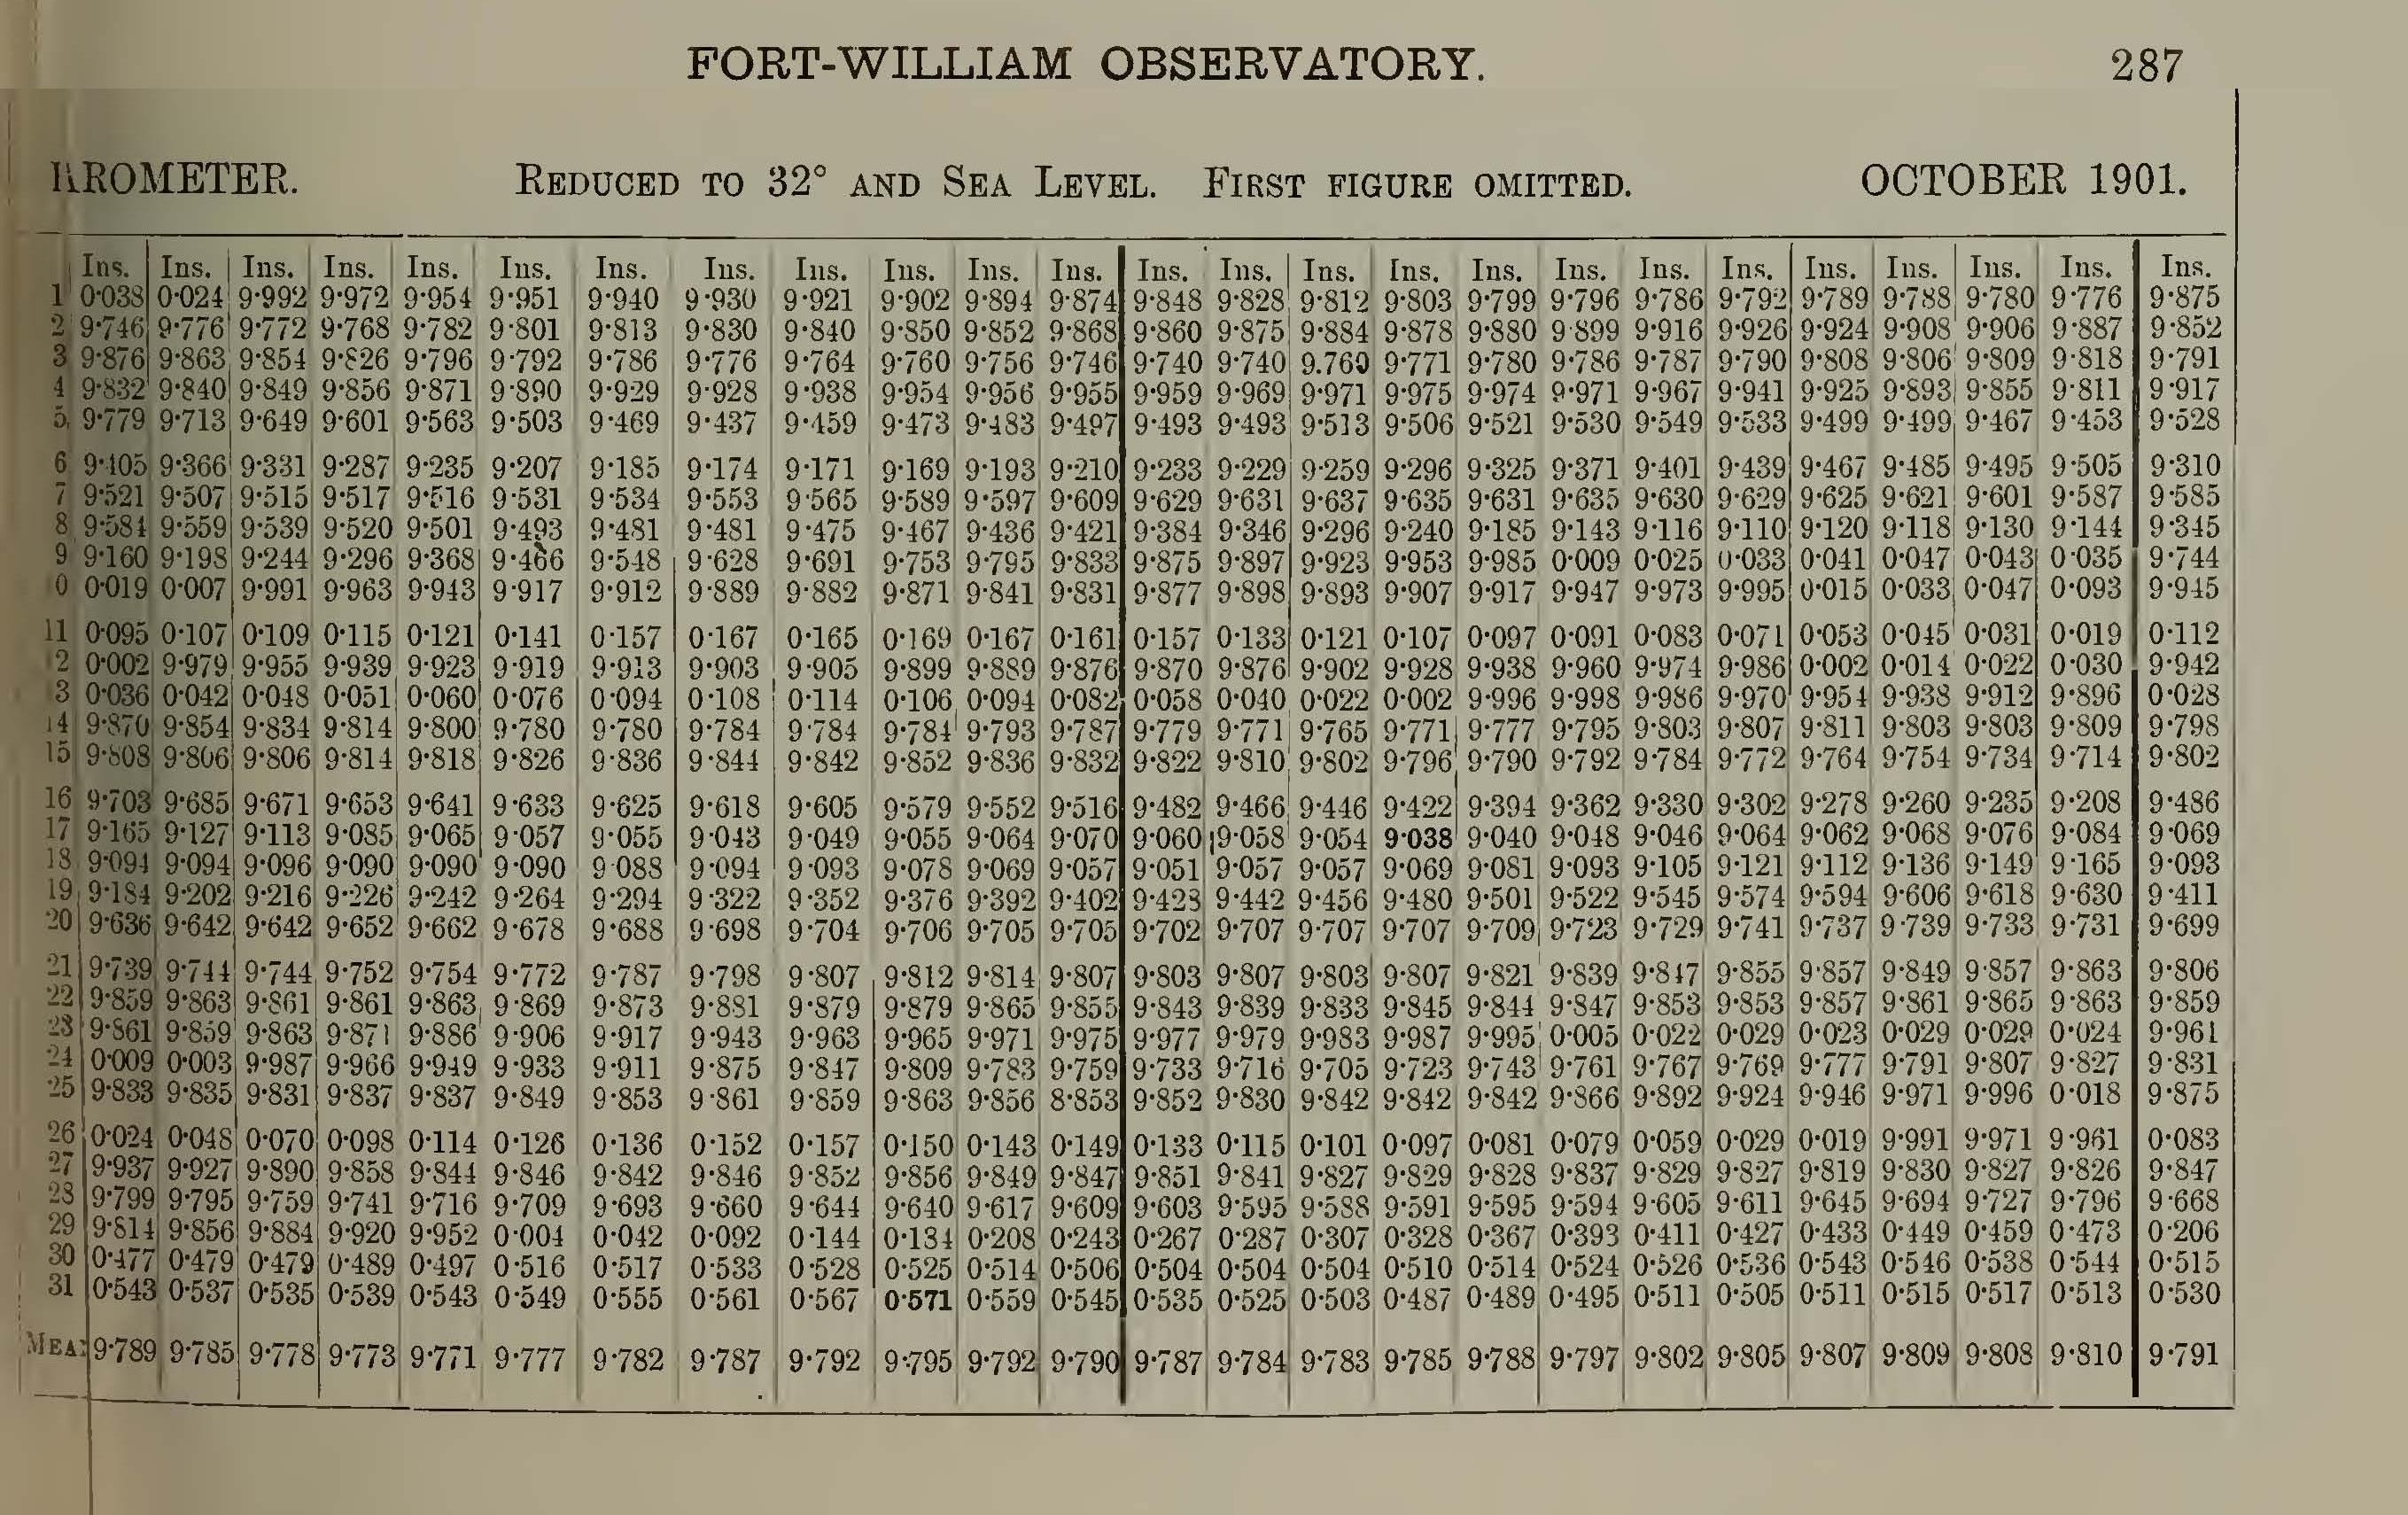 FORT-WILLIAM OBSERVATORY. 287
ROMETER. REDUCED TO 32° AND SEA LEVEL. FIRST FIGURE OMITTED. OCTOBER 1901.
Ins. Ins. Ins. Ins. Ins. Ins. Ins. Ins. Ins. Ins. Ins. Ins. Ins. Ins. Ins. Ins. Ins. Ins. Ins. Ins. Ins. Ins. Ins. Ins. Ins.
1 0·038 0·024 9·992 9·972 9·954 9·951 9·940 9·930 9·921 9·902 9·894 9·874 9·848 9·828 9·812 9·803 9·799 9·796 9·786 9·792 9·789 9·788 9·780 9·776 9·875
2 9·746 9·776 9·772 9·768 9·782 9·801 9·813 9·830 9·840 9·850 9·852 9·868 9·860 9·875 9·884 9·878 9·880 9·899 9·916 9·926 9·924 9·908 9·906 9·887 9·852
3 9·876 9·863 9·854 9·826 9·796 9·792 9·786 9·776 9·764 9·760 9·756 9·746 9·740 9·740 9.760 9·771 9·780 9·786 9·787 9·790 9·808 9·806 9·809 9·818 9·791
4 9·832 9·840 9·849 9·856 9·871 9·890 9·929 9·928 9·938 9·954 9·956 9·955 9·959 9·969 9·971 9·975 9·974 9·971 9·967 9·941 9·925 9·893 9·855 9·811 9·917
5 9·779 9·713 9·649 9·601 9·563 9·503 9·469 9·437 9·459 9·473 9·483 9·497 9·493 9·493 9·513 9·506 9·521 9·530 9·549 9·533 9·499 9·499 9·467 9·453 9·528
6 9·405 9·366 9·331 9·287 9·235 9·207 9·185 9·174 9·171 9·169 9·193 9·210 9·233 9·229 9·259 9·296 9·325 9·371 9·401 9·439 9·467 9·485 9·495 9·505 9·310
7 9·521 9·507 9·515 9·517 9·516 9·531 9·534 9·553 9·565 9·589 9·597 9·609 9·629 9·631 9·637 9·635 9·631 9·635 9·630 9·629 9·625 9·621 9·601 9·587 9·585
8 9·584 9·559 9·539 9·520 9·501 9·493 9·481 9·481 9·475 9·467 9·436 9·421 9·384 9·346 9·296 9·240 9·185 9·143 9·116 9·110 9·120 9·118 9·130 9·144 9·345
9 9·160 9·198 9·244 9·296 9·368 9·466 9·548 9·628 9·691 9·753 9·795 9·833 9·875 9·897 9·923 9·953 9·985 0·009 0·025 0·033 0·041 0·047 0·043 0·035 9·744
0 0·019 0·007 9·991 9·963 9·943 9·917 9·912 9·889 9·882 9·871 9·841 9·831 9·877 9·898 9·893 9·907 9·917 9·947 9·973 9·995 0·015 0·033 0·047 0·093 9·945
11 0·095 0·107 0·109 0·115 0·121 0·141 0·157 0·167 0·165 0·169 0·167 0·161 0·157 0·133 0·121 0·107 0·097 0·091 0·083 0·071 0·053 0·045 0·031 0·019 0·112
2 0·002 9·979 9·955 9·939 9·923 9·919 9·913 9·903 9·905 9·899 9·889 9·876 9·870 9·876 9·902 9·928 9·938 9·960 9·974 9·986 0·002 0·014 0·022 0·030 9·942
3 0·036 0·042 0·048 0·051 0·060 0·076 0·094 0·108 0·114 0·106 0·094 0·082 0·058 0·040 0·022 0·002 9·996 9·998 9·986 9·970 9·954 9·938 9·912 9·896 0·028
14 9·870 9·854 9·834 9·814 9·800 9·780 9·780 9·784 9·784 9·784 9·793 9·787 9·779 9·771 9·765 9·771 9·777 9·795 9·803 9·807 9·811 9·803 9·803 9·809 9·798
15 9·808 9·806 9·806 9·814 9·818 9·826 9·836 9·844 9·842 9·852 9·836 9·832 9·822 9·810 9·802 9·796 9·790 9·792 9·784 9·772 9·764 9·754 9·734 9·714 9·802
16 9·703 9·685 9·671 9·653 9·641 9·633 9·625 9·618 9·605 9·579 9·552 9·516 9·482 9·466 9·446 9·422 9·394 9·362 9·330 9·302 9·278 9·260 9·235 9·208 9·486
17 9·165 9·127 9·113 9·085 9·065 9·057 9·055 9·043 9·049 9·055 9·064 9·070 9·060 9·058 9·054 9·038 9·040 9·048 9·046 9·064 9·062 9·068 9·076 9·084 9·069
18 9·094 9·094 9·096 9·090 9·090 9·090 9·088 9·094 9·093 9·078 9·069 9·057 9·051 9·057 9·057 9·069 9·081 9·093 9·105 9·121 9·112 9·136 9·149 9·165 9·093
19 9·184 9·202 9·216 9·226 9·242 9·264 9·294 9·322 9·352 9·376 9·392 9·402 9·423 9·442 9·456 9·480 9·501 9·522 9·545 9·574 9·594 9·606 9·618 9·630 9·411
20 9·636 9·642 9·642 9·652 9·662 9·678 9·688 9·698 9·704 9·706 9·705 9·705 9·702 9·707 9·707 9·707 9·709 9·723 9·729 9·741 9·737 9·739 9·733 9·731 9·699
21 9·739 9·744 9·744 9·752 9·754 9·772 9·787 9·798 9·807 9·812 9·814 9·807 9·803 9·807 9·803 9·807 9·821 9·839 9·847 9·855 9·857 9·849 9·857 9·863 9·806
22 9·859 9·863 9·861 9·861 9·863 9·869 9·873 9·881 9·879 9·879 9·865 9·855 9·843 9·839 9·833 9·845 9·844 9·847 9·853 9·853 9·857 9·861 9·865 9·863 9·859
23 9·861 9·859 9·863 9·871 9·886 9·906 9·917 9·943 9·963 9·965 9·971 9·975 9·977 9·979 9·983 9·987 9·995 0·005 0·022 0·029 0·023 0·029 0·029 0·024 9·961
24 0·009 0·003 9·987 9·966 9·949 9·933 9·911 9·875 9·847 9·809 9·783 9·759 9·733 9·716 9·705 9·723 9·743 9·761 9·767 9·769 9·777 9·791 9·807 9·827 9·831
25 9·833 9·835 9·831 9·837 9·837 9·849 9·853 9·861 9·859 9·863 9·856 8·853 9·852 9·830 9·842 9·842 9·842 9·866 9·892 9·924 9·946 9·971 9·996 0·018 9·875
26 0·024 0·048 0·070 0·098 0·114 0·126 0·136 0·152 0·157 0·150 0·143 0·149 0·133 0·115 0·101 0·097 0·081 0·079 0·059 0·029 0·019 9·991 9·971 9·961 0·083
27 9·937 9·927 9·890 9·858 9·844 9·846 9·842 9·846 9·852 9·856 9·849 9·847 9·851 9·841 9·827 9·829 9·828 9·837 9·829 9·827 9·819 9·830 9·827 9·826 9·847
28 9·799 9·795 9·759 9·741 9·716 9·709 9·693 9·660 9·644 9·640 9·617 9·609 9·603 9·595 9·588 9·591 9·595 9·594 9·605 9·611 9·645 9·694 9·727 9·796 9·668
29 9·814 9·856 9·884 9·920 9·952 0·004 0·042 0·092 0·144 0·134 0·208 0·243 0·267 0·287 0·307 0·328 0·367 0·393 0·411 0·427 0·433 0·449 0·459 0·473 0·206
30 0·477 0·479 0·479 0·489 0·497 0·516 0·517 0·533 0·528 0·525 0·514 0·506 0·504 0·504 0·504 0·510 0·514 0·524 0·526 0·536 0·543 0·546 0·538 0·544 0·515
31 0·543 0·537 0·535 0·539 0·543 0·549 0·555 0·561 0·567 0·571 0·559 0·545 0·535 0·525 0·503 0·487 0·489 0·495 0·511 0·505 0·511 0·515 0·517 0·513 0·530
MEA 9·789 9·785 9·778 9·773 9·771 9·777 9·782 9·787 9·792 9·795 9·792 9·790 9·787 9·784 9·783 9·785 9·788 9·797 9·802 9·805 9·807 9·809 9·808 9·810 9·791